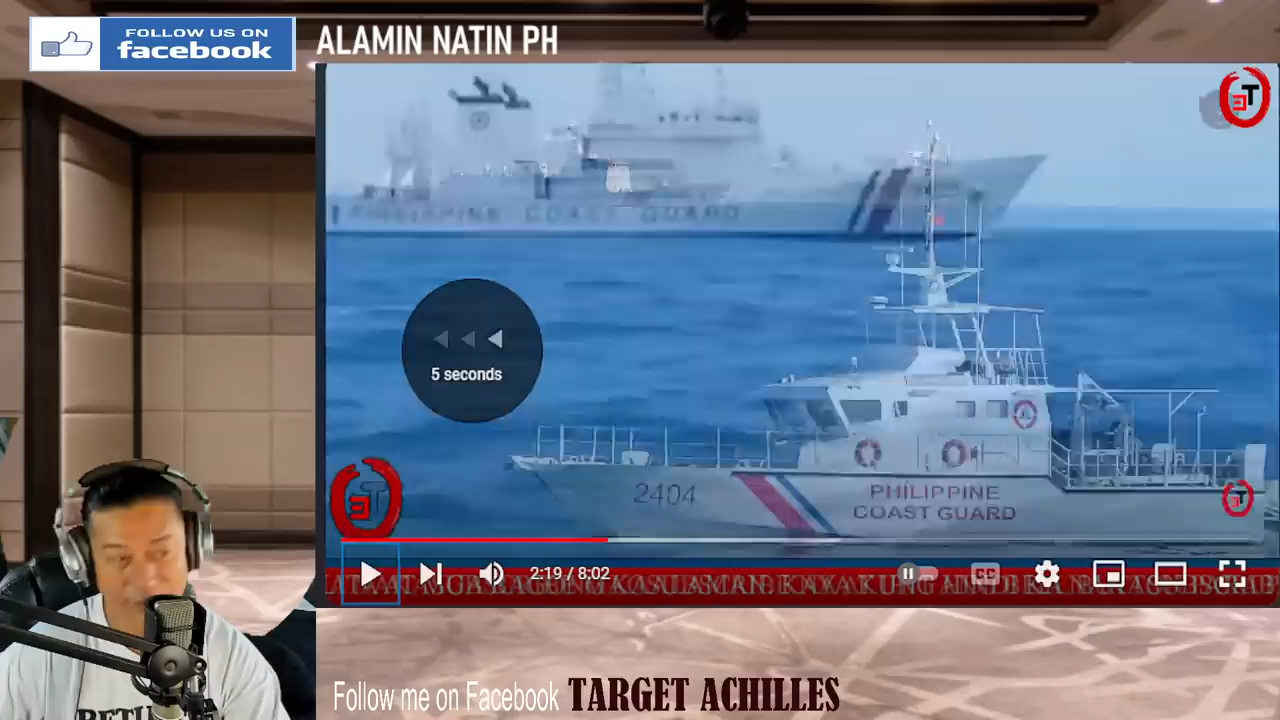 FOLLOW US ON
facebook
ALAMIN NATIN PH
PHILIPPINE COAST GUARD
5 seconds
2404
PHILIPPINE
COAST GUARD
2:19 / 8:02
CC
Follow me on Facebook TARGET ACHILLES